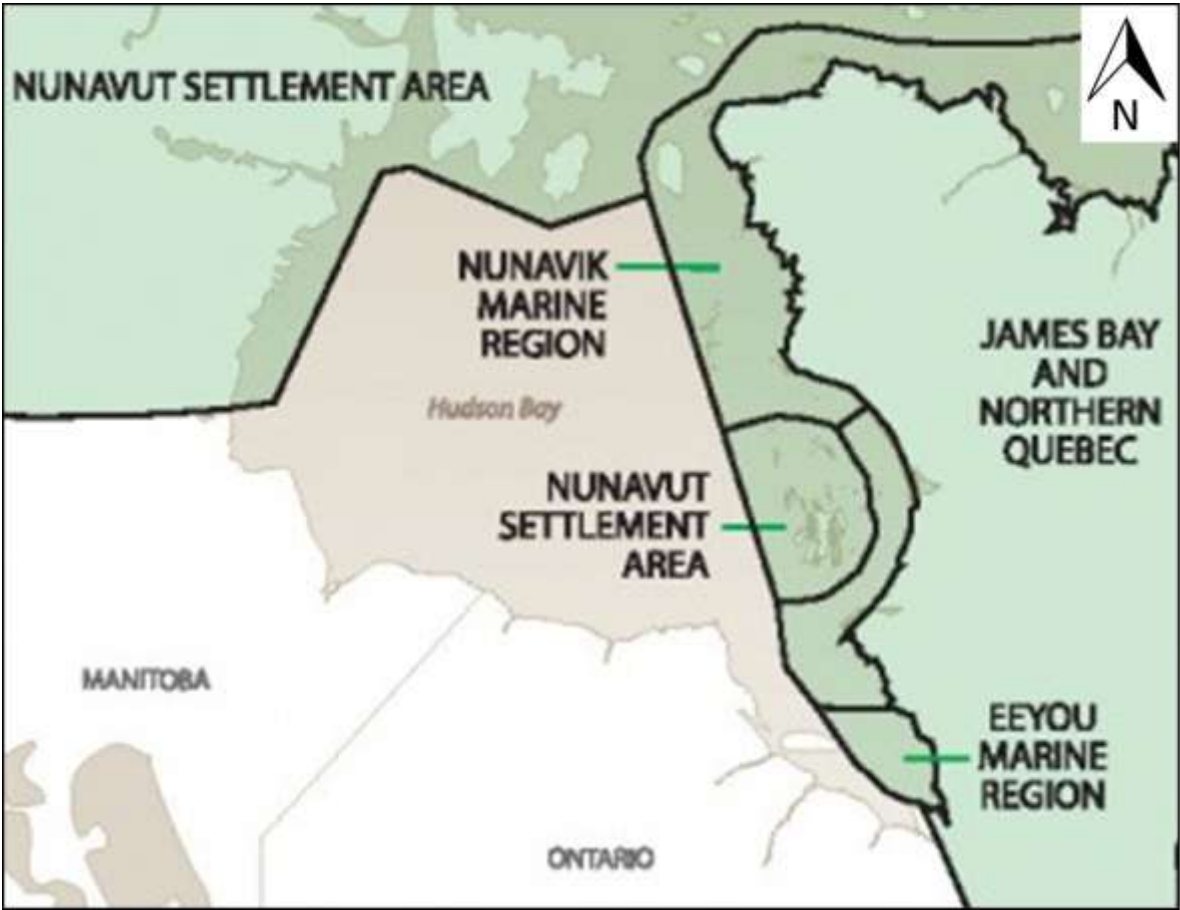 NUNAVUT SETTLEMENT AREA
N
NUNAVIK
MARINE
REGION
JAMES BAY
AND
NORTHERN
QUEBEC
Hudson Bay
NUNAVUT
SETTLEMENT
AREA
MANITOBA
EEYOU
MARINE
REGION
ONTARIO